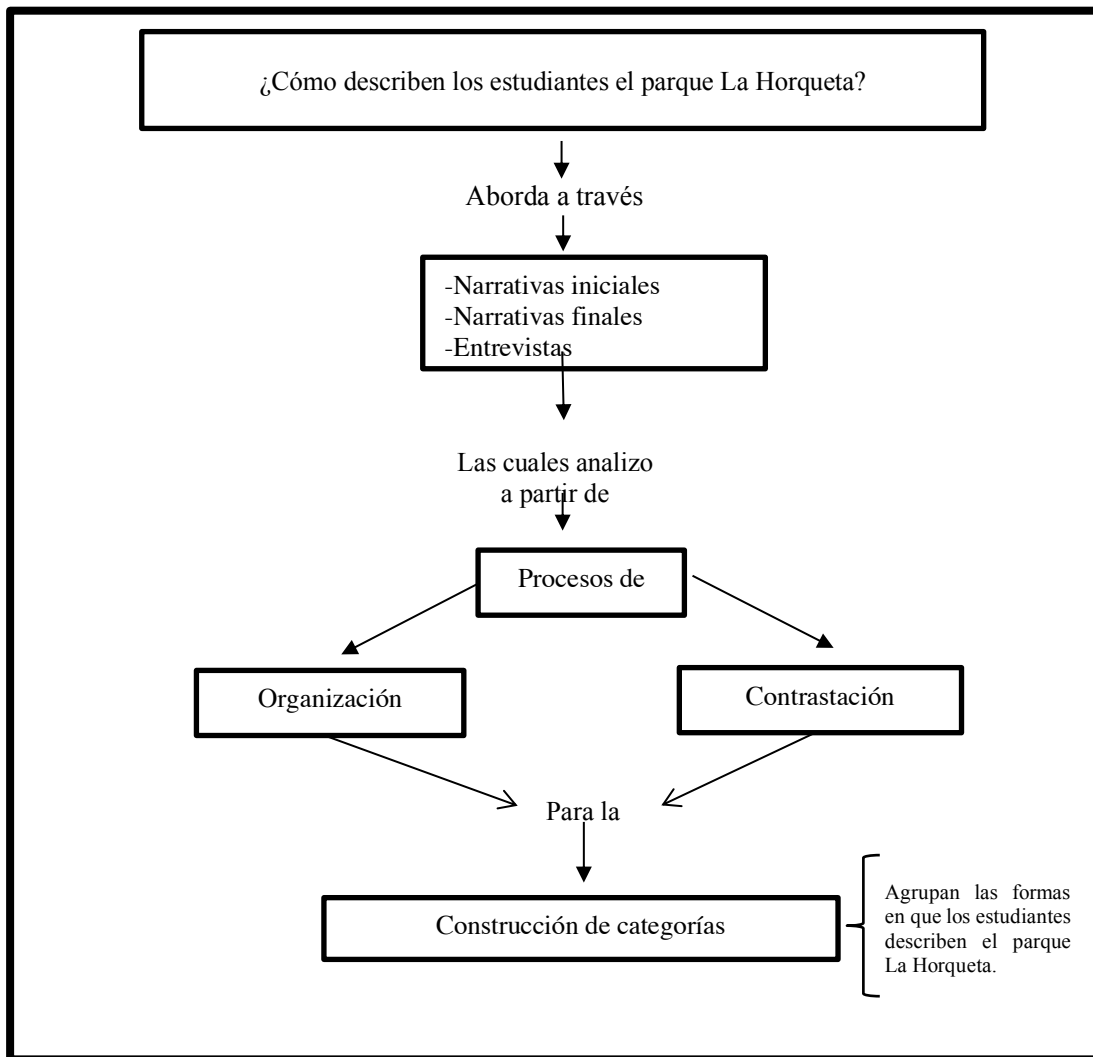 ¿Cómo describen los estudiantes el parque La Horqueta?
Aborda a través
-Narrativas iniciales
-Narrativas finales
-Entrevistas
Las cuales analizo
a partir de
Procesos de
Organización
Contrastación
Para la
Construcción de categorías
Agrupan las formas
en que los estudiantes
describen el parque
La Horqueta.